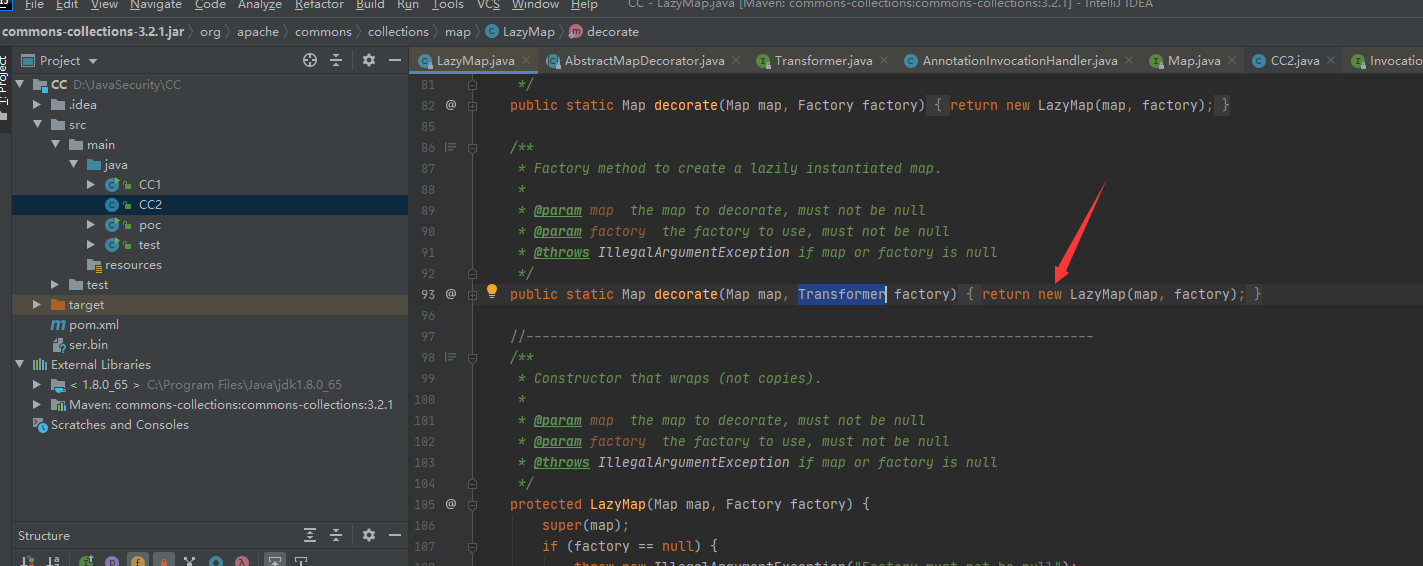 File Edit View Navigate Code Analyze Refactor Build Run Tools VCS Window Help CC - LazyMap.java [Maven: commons-collections:commons-collections:3.2.1] - IntelliJ IDEA
commons-collections-3.2.1.jar org apache commons collections map LazyMap decorate
Project
LazyMap.java AbstractMapDecorator.java Transformer.java AnnotationInvocationHandler.java Map.java CC2.java Invocation
1: Project
CC D:\JavaSecurity\CC
.idea
src
main
java
CC1
CC2
poc
test
resources
test
target
pom.xml
ser.bin
External Libraries
< 1.8.0_65 > C:\Program Files\Java\jdk1.8.0_65
Maven: commons-collections:commons-collections:3.2.1
Scratches and Consoles
Structure
81 */
82 @ public static Map decorate(Map map, Factory factory) { return new LazyMap(map, factory); }
85
86 /**
87 * Factory method to create a lazily instantiated map.
88 *
89 * @param map the map to decorate, must not be null
90 * @param factory the factory to use, must not be null
91 * @throws IllegalArgumentException if map or factory is null
92 */
93 @ public static Map decorate(Map map, Transformer factory) { return new LazyMap(map, factory); }
96
97 //-----------------------------------------------------------------------
98 /**
99 * Constructor that wraps (not copies).
100 *
101 * @param map the map to decorate, must not be null
102 * @param factory the factory to use, must not be null
103 * @throws IllegalArgumentException if map or factory is null
104 */
105 @ protected LazyMap(Map map, Factory factory) {
106 super(map);
107 if (factory == null) {
throw new IllegalArgumentException("Factory must not be null");